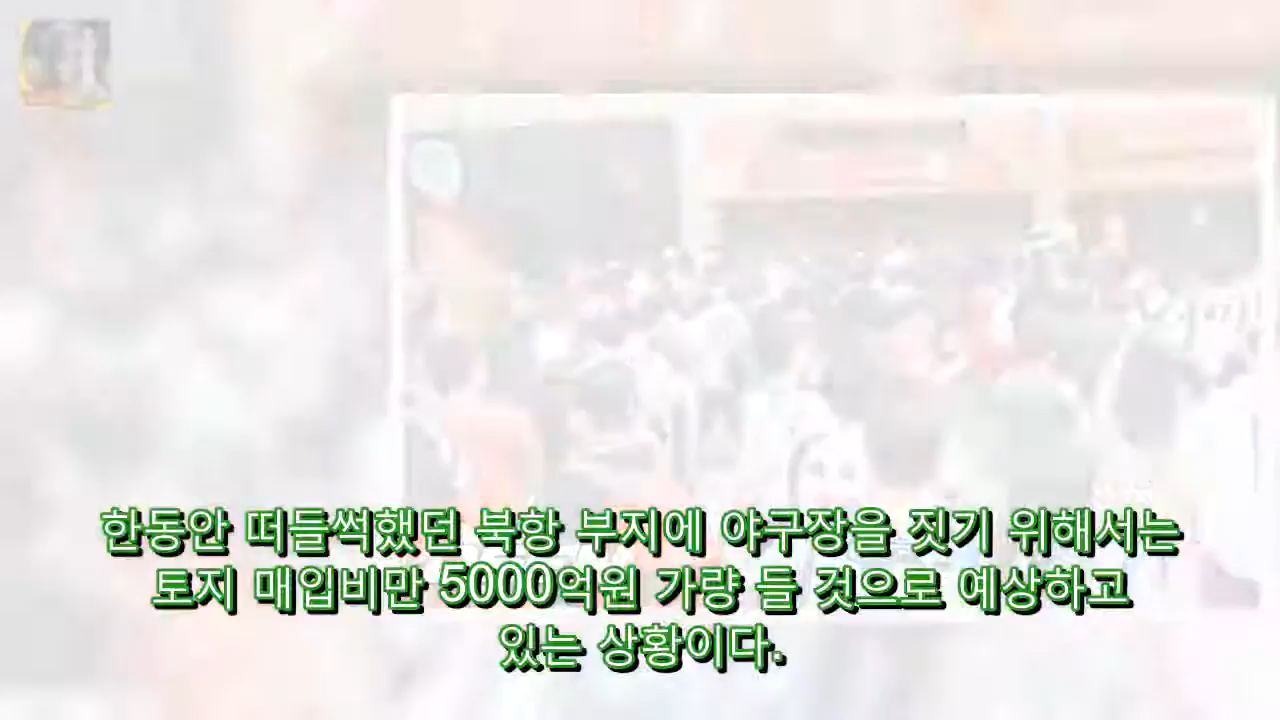 한동안 떠들썩했던 북항 부지에 야구장을 짓기 위해서는
토지 매입비만 5000억원 가량 들 것으로 예상하고
있는 상황이다.